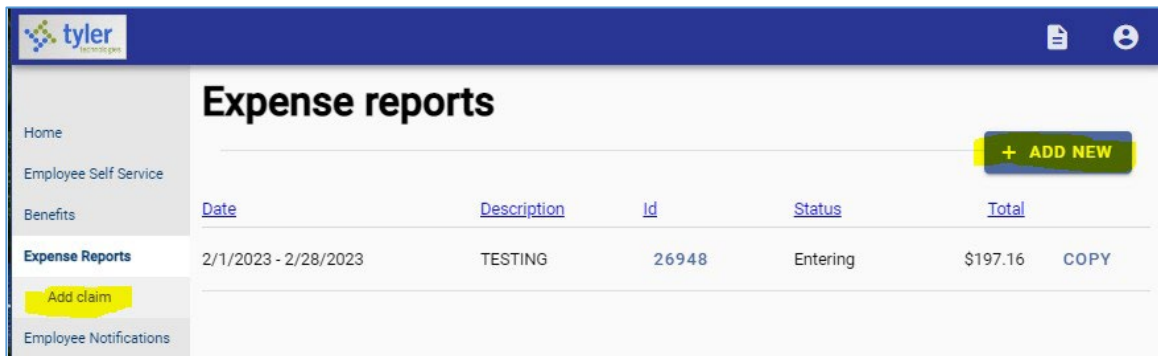 tyler
technologies
Expense reports
Home
Employee Self Service
Benefits
Expense Reports
Add claim
Employee Notifications
+ ADD NEW
Date Description Id Status Total
2/1/2023 - 2/28/2023 TESTING 26948 Entering $197.16 COPY